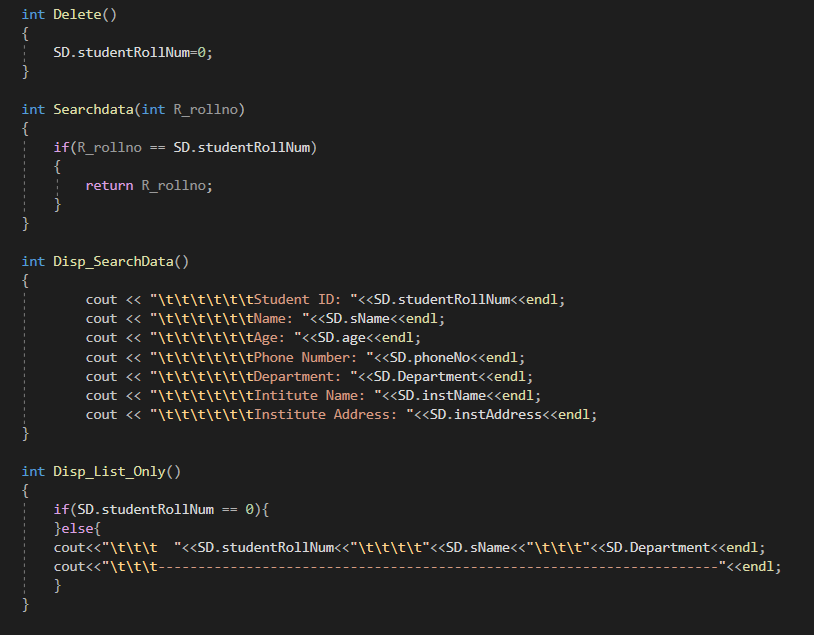 int Delete()
{
    SD.studentRollNum=0;
}

int Searchdata(int R_rollno)
{
    if(R_rollno == SD.studentRollNum)
    {
        return R_rollno;
    }
}

int Disp_SearchData()
{
        cout << "\t\t\t\t\t\tStudent ID: "<<SD.studentRollNum<<endl;
        cout << "\t\t\t\t\t\tName: "<<SD.sName<<endl;
        cout << "\t\t\t\t\t\tAge: "<<SD.age<<endl;
        cout << "\t\t\t\t\t\tPhone Number: "<<SD.phoneNo<<endl;
        cout << "\t\t\t\t\t\tDepartment: "<<SD.Department<<endl;
        cout << "\t\t\t\t\t\tIntitute Name: "<<SD.instName<<endl;
        cout << "\t\t\t\t\t\tInstitute Address: "<<SD.instAddress<<endl;
}

int Disp_List_Only()
{
    if(SD.studentRollNum == 0){
    }else{
    cout<<"\t\t\t  "<<SD.studentRollNum<<"\t\t\t\t"<<SD.sName<<"\t\t\t"<<SD.Department<<endl;
    cout<<"\t\t\t----------------------------------------------------------------------"<<endl;
    }
}